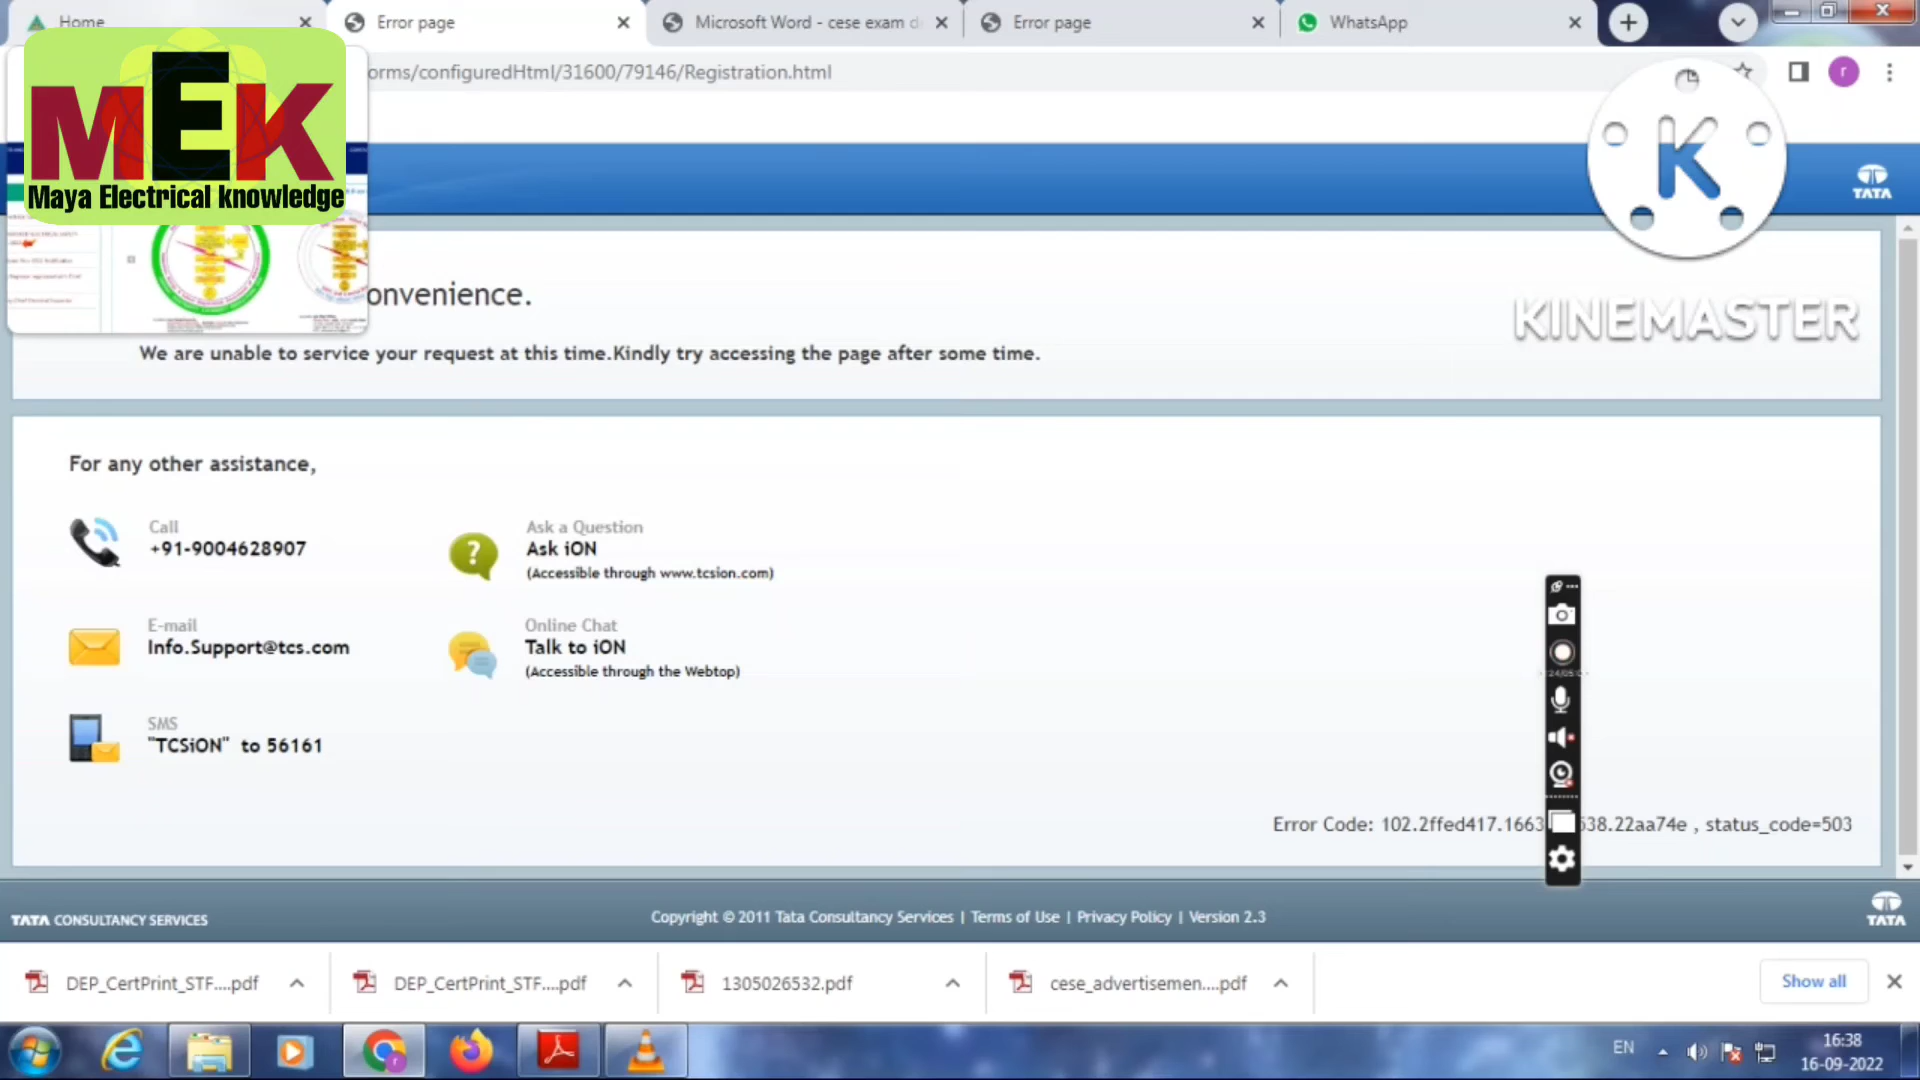 Home
Error page
Microsoft Word - cese exam d
Error page
WhatsApp
orms/configuredHtml/31600/79146/Registration.html
r
MEK
Maya Electrical knowledge
K
KINEMASTER
TATA
onvenience.
We are unable to service your request at this time.Kindly try accessing the page after some time.
For any other assistance,
Call
+91-9004628907
Ask a Question
Ask iON
(Accessible through www.tcsion.com)
E-mail
Info.Support@tcs.com
Online Chat
Talk to iON
(Accessible through the Webtop)
SMS
"TCSiON" to 56161
Error Code: 102.2ffed417.1663 538.22aa74e , status_code=503
TATA CONSULTANCY SERVICES
Copyright © 2011 Tata Consultancy Services | Terms of Use | Privacy Policy | Version 2.3
TATA
DEP_CertPrint_STF....pdf
DEP_CertPrint_STF....pdf
1305026532.pdf
cese_advertisemen....pdf
Show all
EN
16:38
16-09-2022